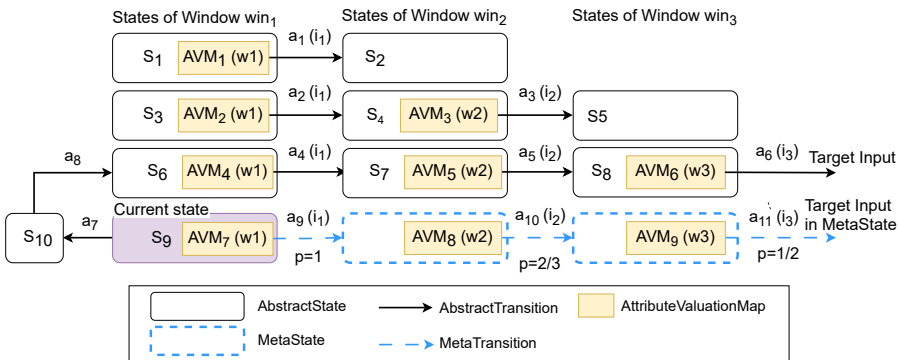 States of Window win₁ States of Window win₂ States of Window win₃
S₁ AVM₁ (w1) a₁ (i₁) S₂
S₃ AVM₂ (w1) a₂ (i₁) S₄ AVM₃ (w2) a₃ (i₂) S5
a₈ S₆ AVM₄ (w1) a₄ (i₁) S₇ AVM₅ (w2) a₅ (i₂) S₈ AVM₆ (w3) a₆ (i₃) Target Input
Current state
S₁₀ a₇ S₉ AVM₇ (w1) a₉ (i₁) p=1 AVM₈ (w2) a₁₀ (i₂) p=2/3 AVM₉ (w3) a₁₁ (i₃) p=1/2
Target Input
in MetaState
AbstractState AbstractTransition AttributeValuationMap
MetaState MetaTransition